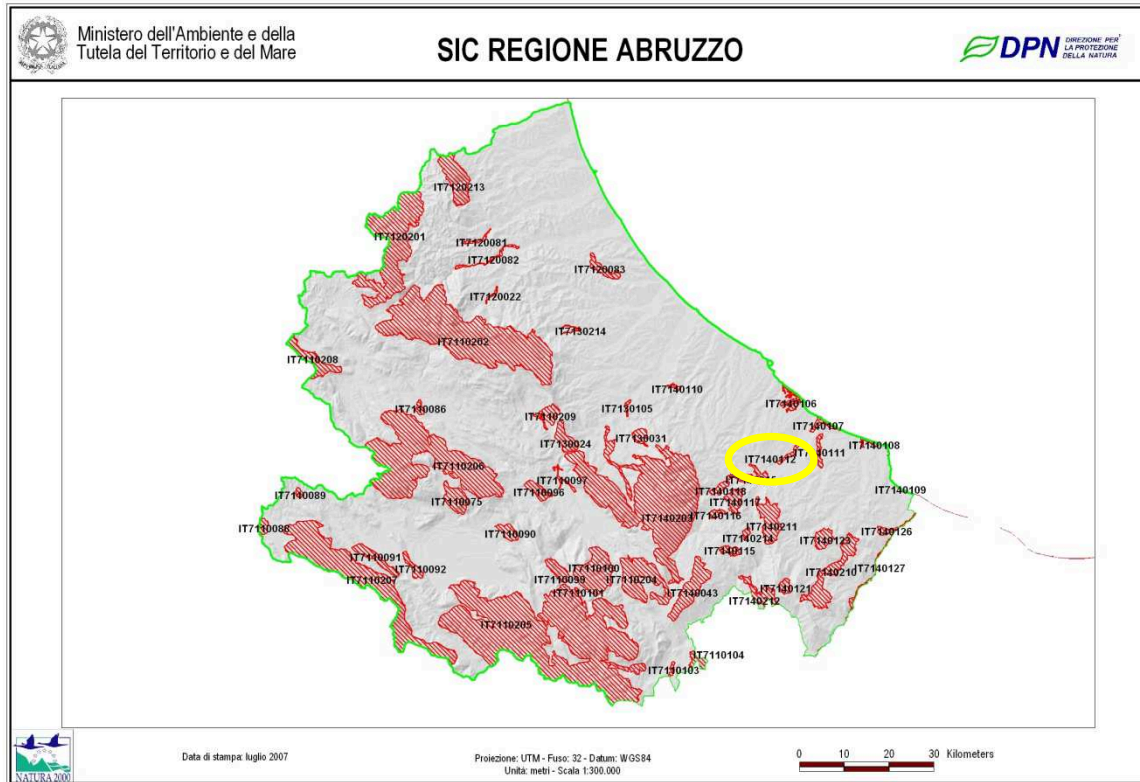 Ministero dell'Ambiente e della
Tutela del Territorio e del Mare
SIC REGIONE ABRUZZO
DPN
DIREZIONE PER
LA PROTEZIONE
DELLA NATURA
IT7120213
IT7120201
IT7120081
IT7120082
IT7120083
IT7120022
IT7130214
IT7110202
IT7110208
IT7140110
IT7110086
IT7110209
IT7130105
IT7140106
IT7140107
IT7130024
IT7130031
IT7140108
IT7140111
IT7140112
IT7110206
IT7110097
IT7110096
IT7110089
IT7110075
IT7140118
IT7140109
IT7140117
IT7140116
IT7140203
IT7110088
IT7110090
IT7140211
IT7140214
IT7140126
IT7140123
IT7140115
IT7110091
IT7110092
IT7110100
IT7140127
IT7110207
IT7110099
IT7110204
IT7140210
IT7110101
IT7140043
IT7140121
IT7140212
IT7110205
IT7110104
IT7110103
NATURA 2000
Data di stampa: luglio 2007
Proiezione: UTM - Fuso: 32 - Datum: WGS84
Unità: metri - Scala 1:300.000
0 10 20 30 Kilometers